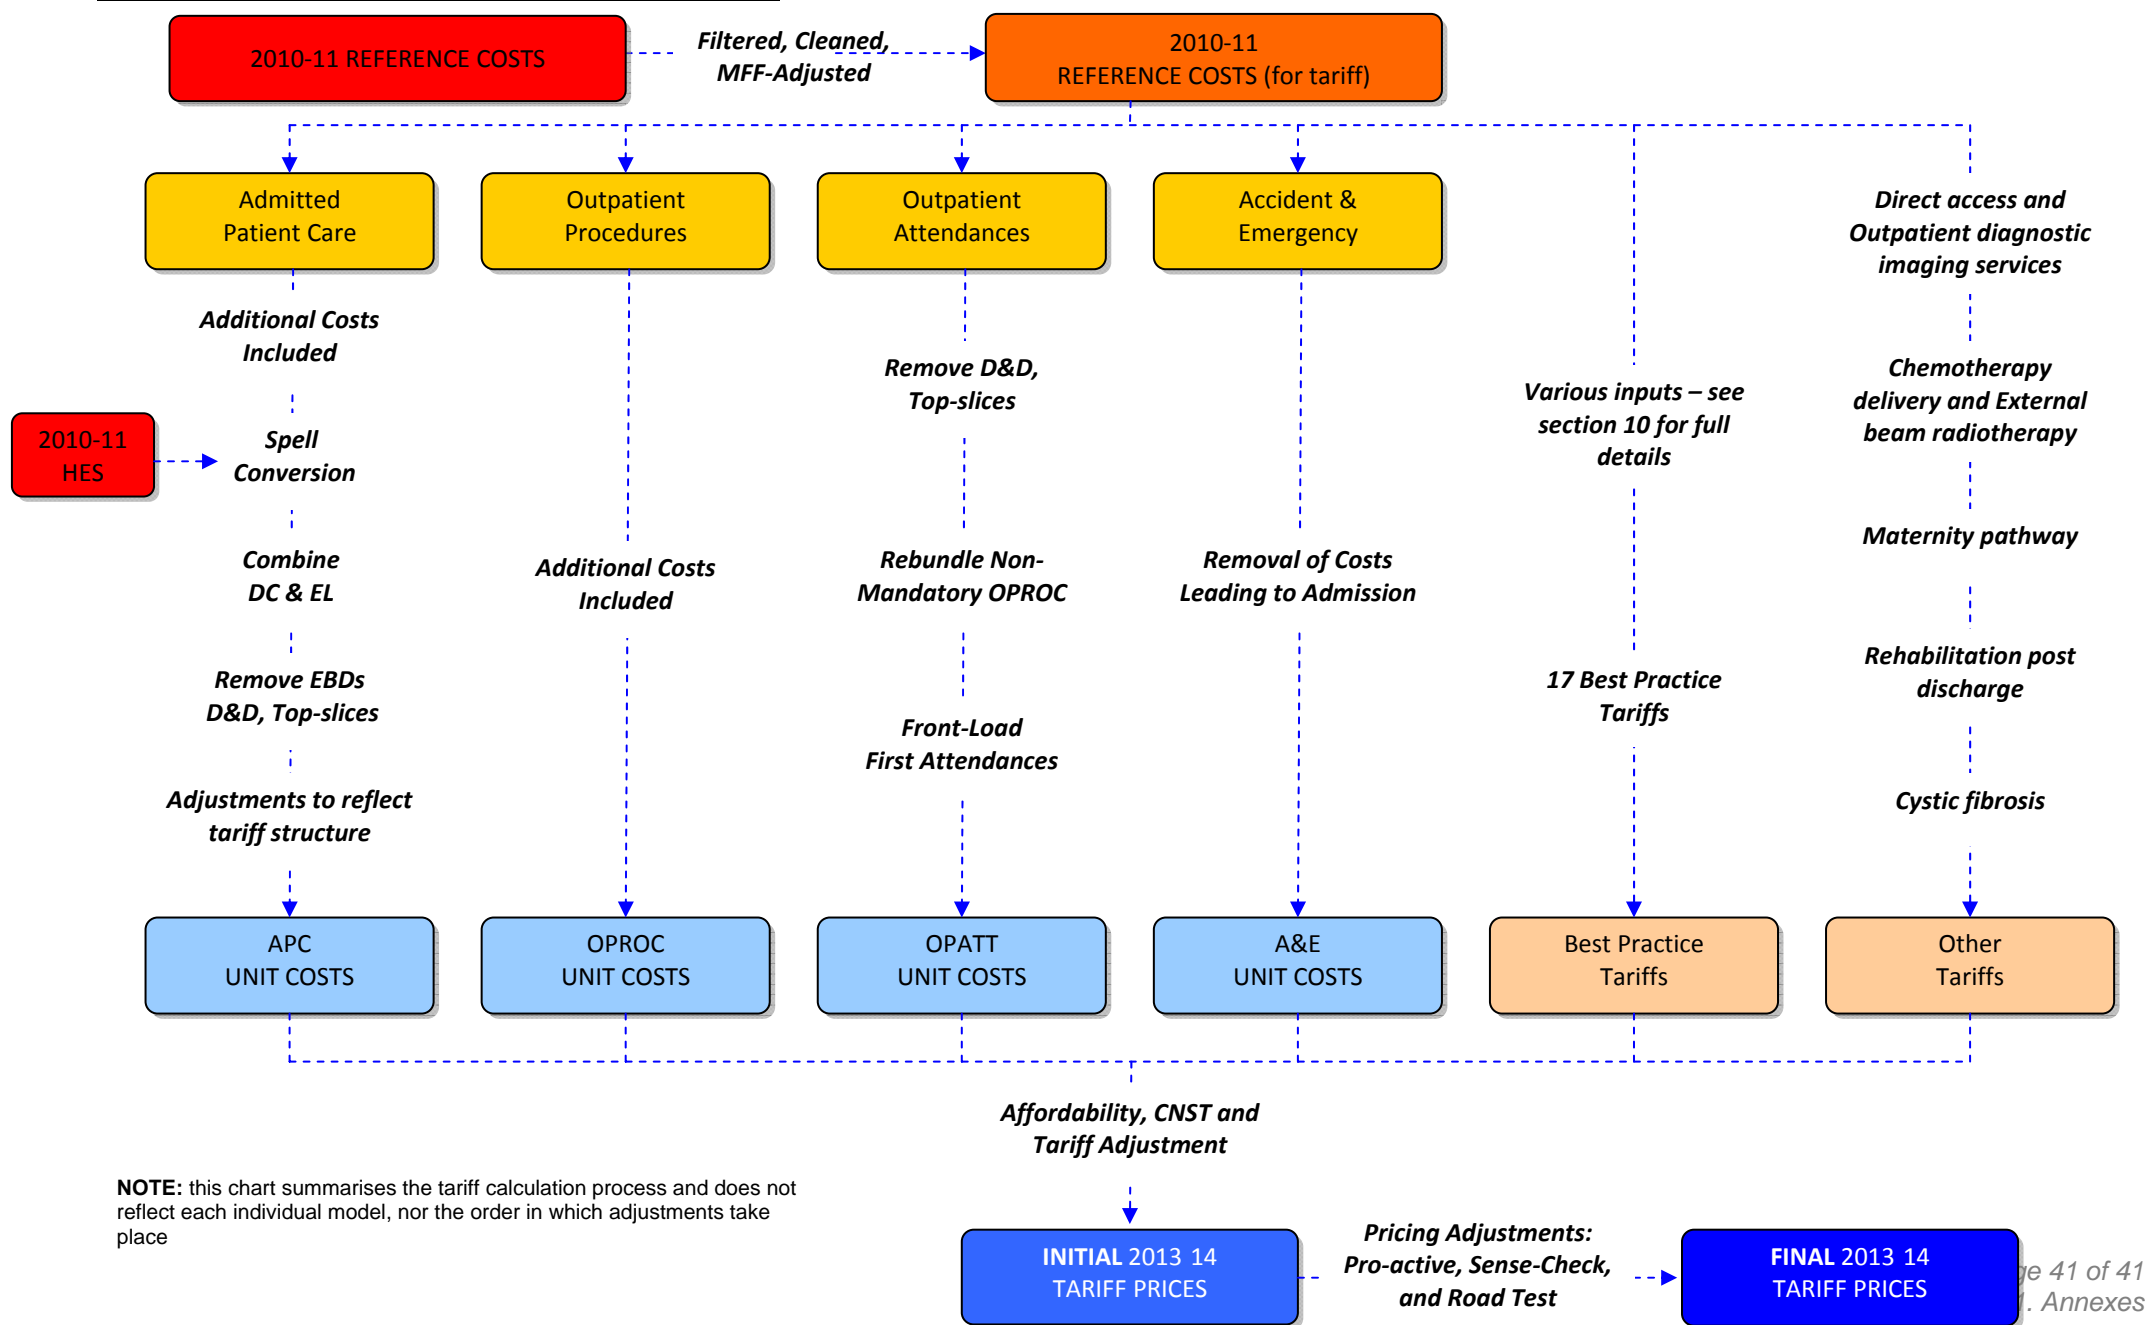 2010-11 REFERENCE COSTS
Filtered, Cleaned,
MFF-Adjusted
2010-11
REFERENCE COSTS (for tariff)
Admitted
Patient Care
Outpatient
Procedures
Outpatient
Attendances
Accident &
Emergency
Direct access and
Outpatient diagnostic
imaging services
Additional Costs
Included
Remove D&D,
Top-slices
Various inputs – see
section 10 for full
details
Chemotherapy
delivery and External
beam radiotherapy
2010-11
HES
Spell
Conversion
Combine
DC & EL
Additional Costs
Included
Rebundle Non-
Mandatory OPROC
Removal of Costs
Leading to Admission
Maternity pathway
Remove EBDs
D&D, Top-slices
Front-Load
First Attendances
17 Best Practice
Tariffs
Rehabilitation post
discharge
Adjustments to reflect
tariff structure
Cystic fibrosis
APC
UNIT COSTS
OPROC
UNIT COSTS
OPATT
UNIT COSTS
A&E
UNIT COSTS
Best Practice
Tariffs
Other
Tariffs
Affordability, CNST and
Tariff Adjustment
NOTE: this chart summarises the tariff calculation process and does not
reflect each individual model, nor the order in which adjustments take
place
INITIAL 2013 14
TARIFF PRICES
Pricing Adjustments:
Pro-active, Sense-Check,
and Road Test
FINAL 2013 14
TARIFF PRICES
41 of 41
Annexes